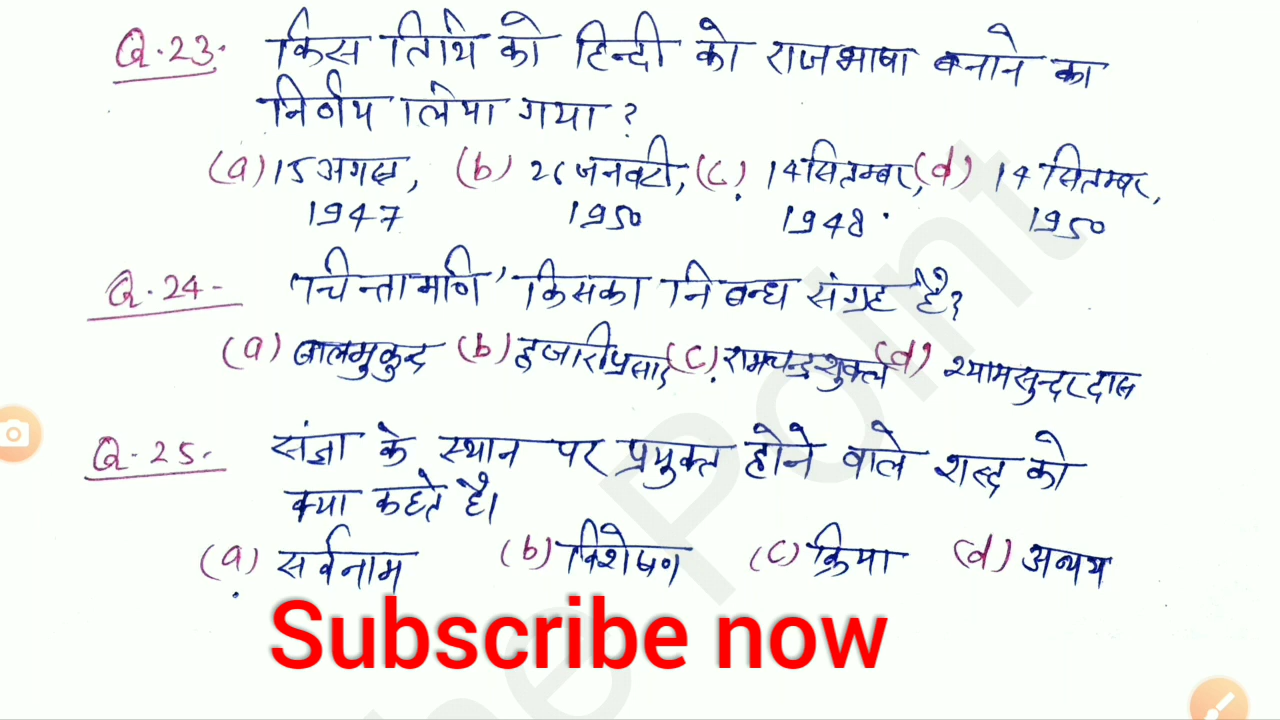 Q.23. किस तिथि को हिन्दी को राजभाषा बनाने का
निर्णय लिया गया ?
(a) 15 अगस्त, (b) 26 जनवरी, (c) 14 सितम्बर, (d) 14 सितम्बर,
1947 1950 1948 1950
Q.24- 'चिन्तामणि' किसका निबन्ध संग्रह है?
(a) बालमुकुन्द (b) हजारीप्रसाद (c) रामचन्द्र शुक्ल (d) श्यामसुन्दर दास
Q.25. संज्ञा के स्थान पर प्रयुक्त होने वाले शब्द को
क्या कहते है।
(a) सर्वनाम (b) विशेषण (c) क्रिया (d) अव्यय
Subscribe now
he Point